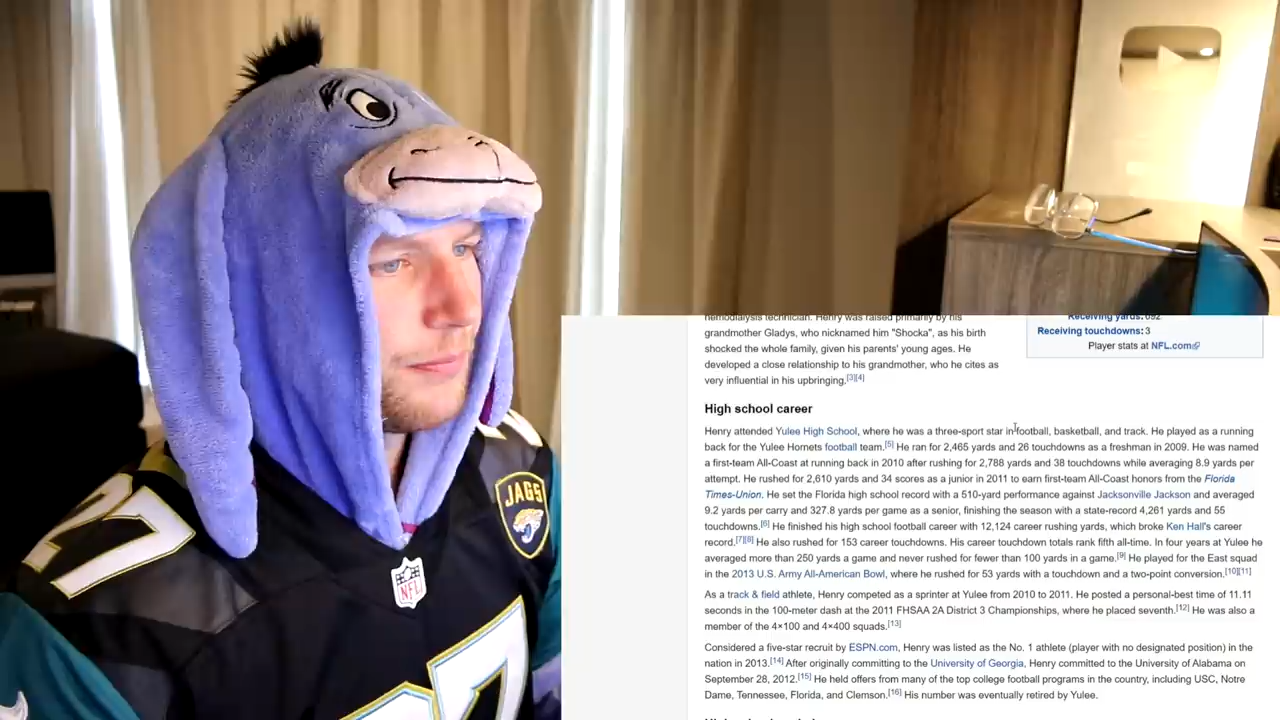 hemodialysis technician. Henry was raised primarily by his
grandmother Gladys, who nicknamed him "Shocka", as his birth
shocked the whole family, given his parents' young ages. He
developed a close relationship to his grandmother, who he cites as
very influential in his upbringing.[3][4]
Receiving yards: 692
Receiving touchdowns: 3
Player stats at NFL.com
High school career
Henry attended Yulee High School, where he was a three-sport star in football, basketball, and track. He played as a running
back for the Yulee Hornets football team.[5] He ran for 2,465 yards and 26 touchdowns as a freshman in 2009. He was named
a first-team All-Coast at running back in 2010 after rushing for 2,788 yards and 38 touchdowns while averaging 8.9 yards per
attempt. He rushed for 2,610 yards and 34 scores as a junior in 2011 to earn first-team All-Coast honors from the Florida
Times-Union. He set the Florida high school record with a 510-yard performance against Jacksonville Jackson and averaged
9.2 yards per carry and 327.8 yards per game as a senior, finishing the season with a state-record 4,261 yards and 55
touchdowns.[6] He finished his high school football career with 12,124 career rushing yards, which broke Ken Hall's career
record.[7][8] He also rushed for 153 career touchdowns. His career touchdown totals rank fifth all-time. In four years at Yulee he
averaged more than 250 yards a game and never rushed for fewer than 100 yards in a game.[9] He played for the East squad
in the 2013 U.S. Army All-American Bowl, where he rushed for 53 yards with a touchdown and a two-point conversion.[10][11]
As a track & field athlete, Henry competed as a sprinter at Yulee from 2010 to 2011. He posted a personal-best time of 11.11
seconds in the 100-meter dash at the 2011 FHSAA 2A District 3 Championships, where he placed seventh.[12] He was also a
member of the 4×100 and 4×400 squads.[13]
Considered a five-star recruit by ESPN.com, Henry was listed as the No. 1 athlete (player with no designated position) in the
nation in 2013.[14] After originally committing to the University of Georgia, Henry committed to the University of Alabama on
September 28, 2012.[15] He held offers from many of the top college football programs in the country, including USC, Notre
Dame, Tennessee, Florida, and Clemson.[16] His number was eventually retired by Yulee.
JAGS
NFL
27